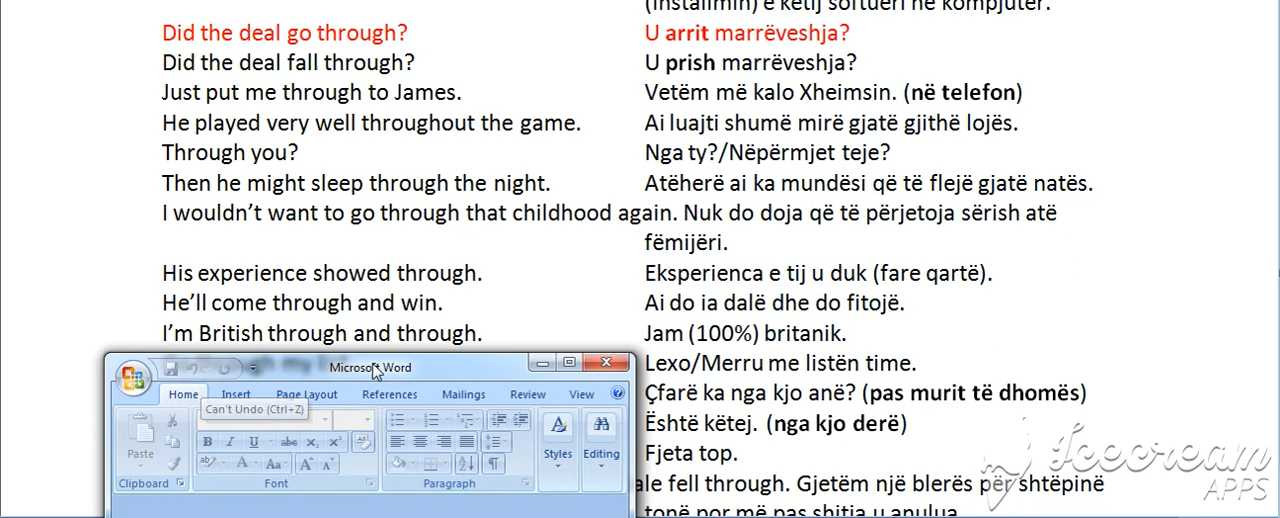 (instalimin) e këtij softueri në kompjuter.
Did the deal go through? U arrit marrëveshja?
Did the deal fall through? U prish marrëveshja?
Just put me through to James. Vetëm më kalo Xheimsin. (në telefon)
He played very well throughout the game. Ai luajti shumë mirë gjatë gjithë lojës.
Through you? Nga ty?/Nëpërmjet teje?
Then he might sleep through the night. Atëherë ai ka mundësi që të flejë gjatë natës.
I wouldn't want to go through that childhood again. Nuk do doja që të përjetoja sërish atë
fëmijëri.
His experience showed through. Eksperienca e tij u duk (fare qartë).
He'll come through and win. Ai do ia dalë dhe do fitojë.
I'm British through and through. Jam (100%) britanik.
Microsoft Word
Lexo/Merru me listën time.
Home Insert Page Layout References Mailings Review View
Çfarë ka nga kjo anë? (pas murit të dhomës)
Can't Undo (Ctrl+Z)
Është këtej. (nga kjo derë)
Paste Styles Editing
Fjeta top.
Clipboard Font Paragraph
ale fell through. Gjetëm një blerës për shtëpinë
tonë por më pas shitja u anulua.
Icecream
APPS